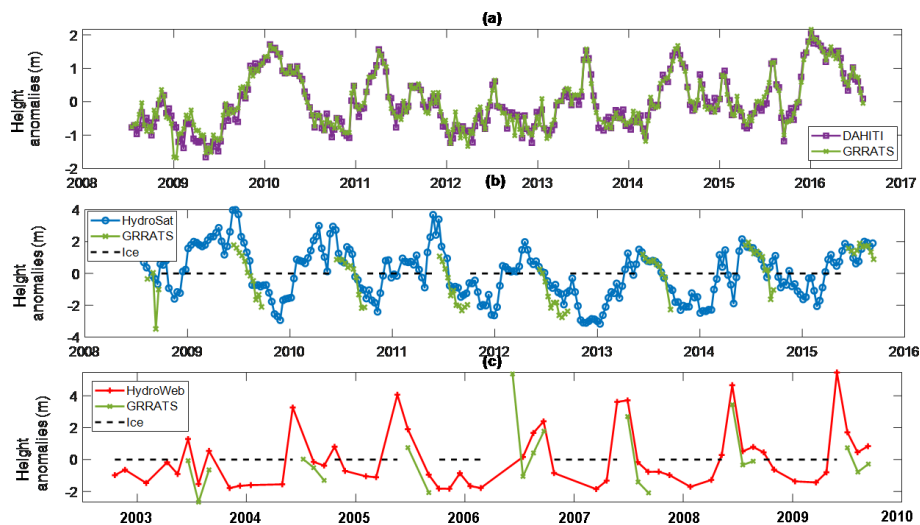 (a)
Height
anomalies (m)
2
1
0
-1
-2
DAHITI
GRRATS
2008 2009 2010 2011 2012 2013 2014 2015 2016 2017
(b)
Height
anomalies (m)
4
2
0
-2
-4
HydroSat
GRRATS
Ice
2008 2009 2010 2011 2012 2013 2014 2015 2016
(c)
Height
anomalies (m)
4
2
0
-2
HydroWeb
GRRATS
Ice
2003 2004 2005 2006 2007 2008 2009 2010